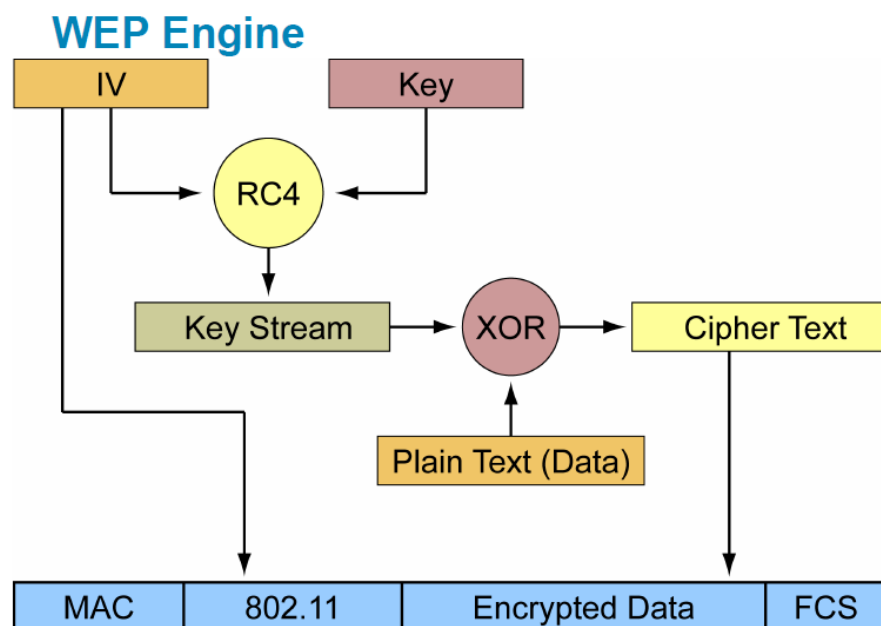 WEP Engine
IV
Key
RC4
Key Stream
XOR
Cipher Text
Plain Text (Data)
MAC
802.11
Encrypted Data
FCS